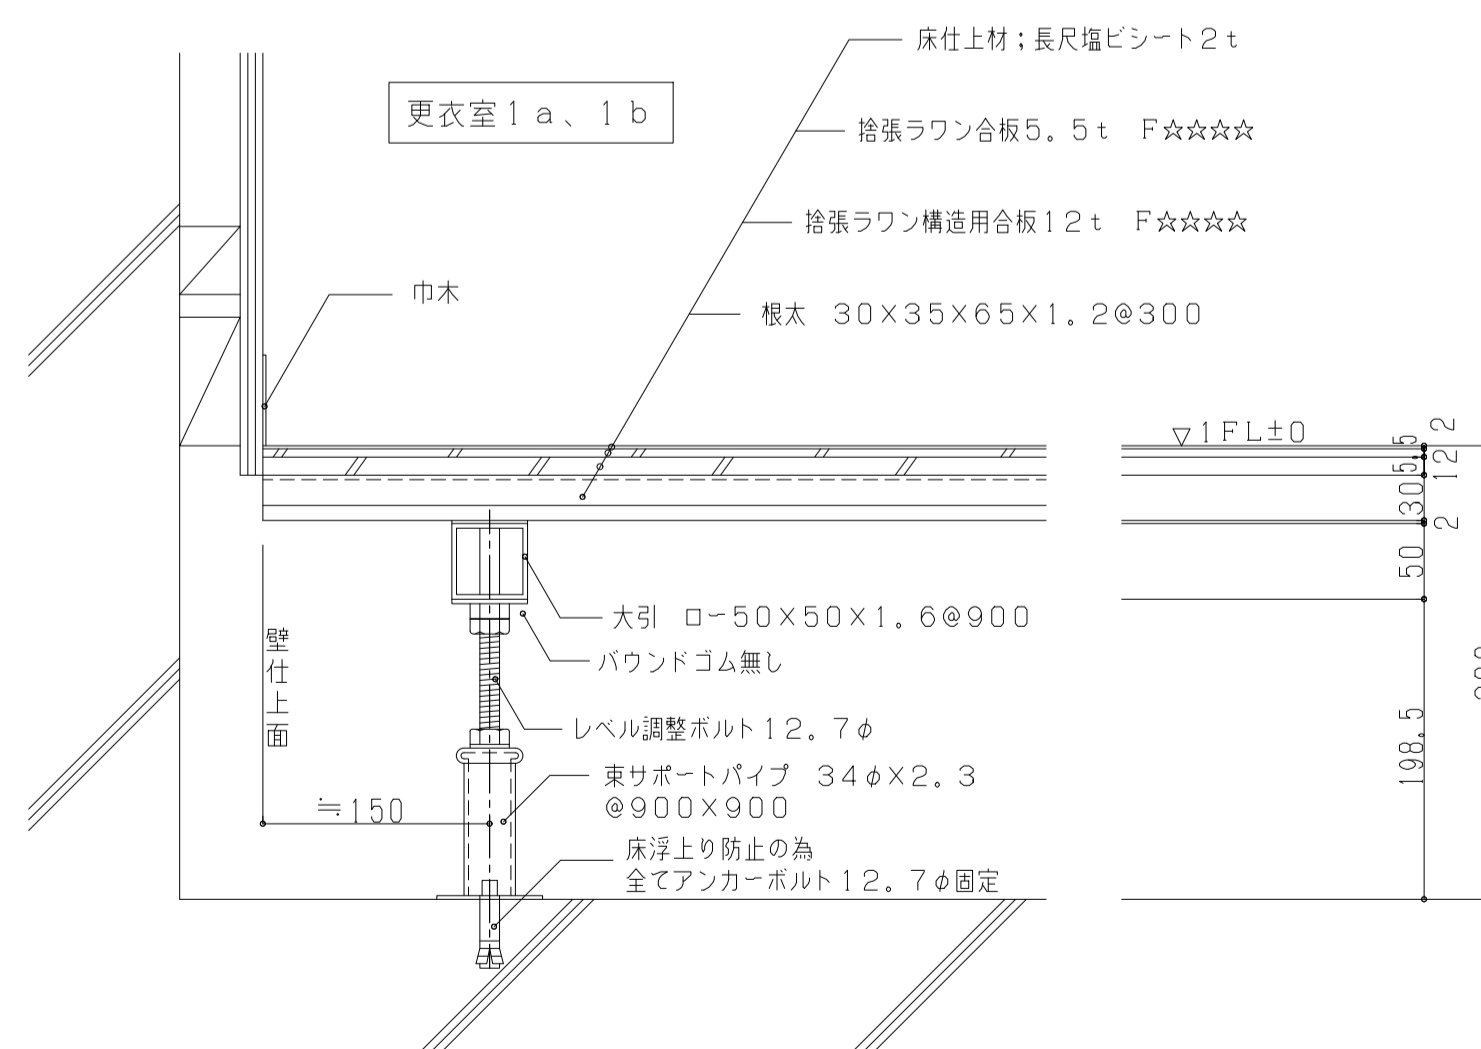 床仕上材；長尺塩ビシート２ｔ
更衣室１ａ、１ｂ
捨張ラワン合板５．５ｔ　Ｆ☆☆☆☆
捨張ラワン構造用合板１２ｔ　Ｆ☆☆☆☆
巾木
根太　３０×３５×６５×１．２＠３００
▽１ＦＬ±０
2
5.5
12
30
2
50
198.5
大引　ロー５０×５０×１．６＠９００
バウンドゴム無し
壁仕上面
レベル調整ボルト１２．７φ
束サポートパイプ　３４φ×２．３
＠９００×９００
≒１５０
床浮上り防止の為
全てアンカーボルト１２．７φ固定